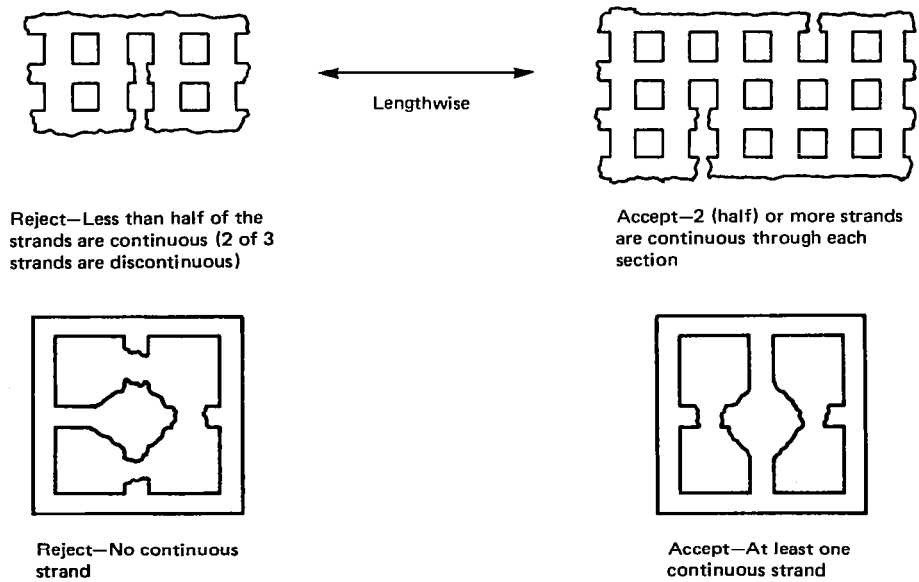 Lengthwise
Reject—Less than half of the
strands are continuous (2 of 3
strands are discontinuous)
Accept—2 (half) or more strands
are continuous through each
section
Reject—No continuous
strand
Accept—At least one
continuous strand